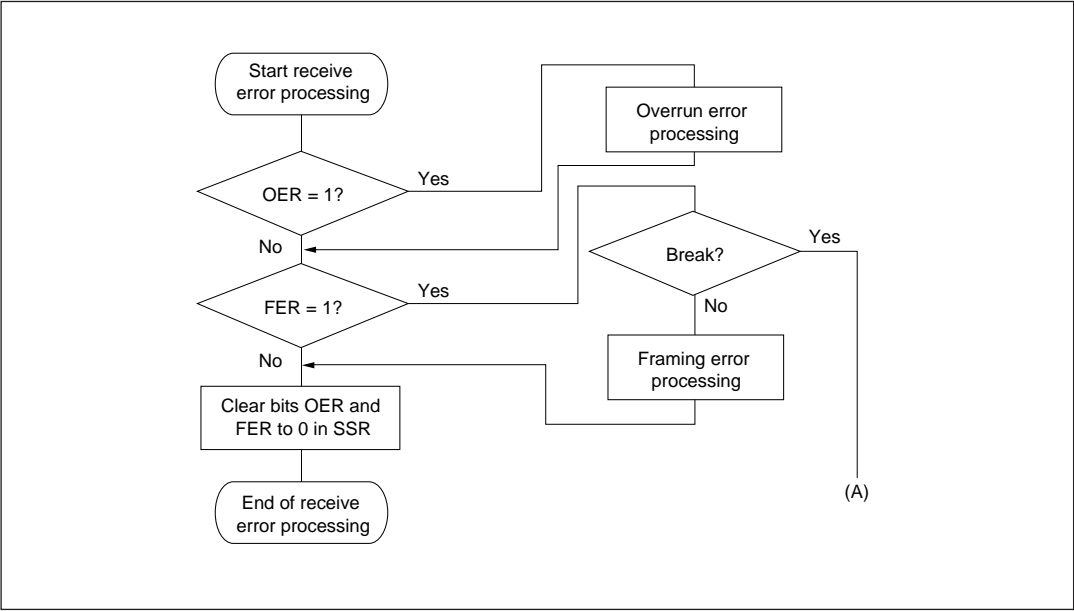 Start receive
error processing
OER = 1?
Yes
No
Overrun error
processing
FER = 1?
Yes
No
Break?
Yes
No
Framing error
processing
Clear bits OER and
FER to 0 in SSR
End of receive
error processing
(A)